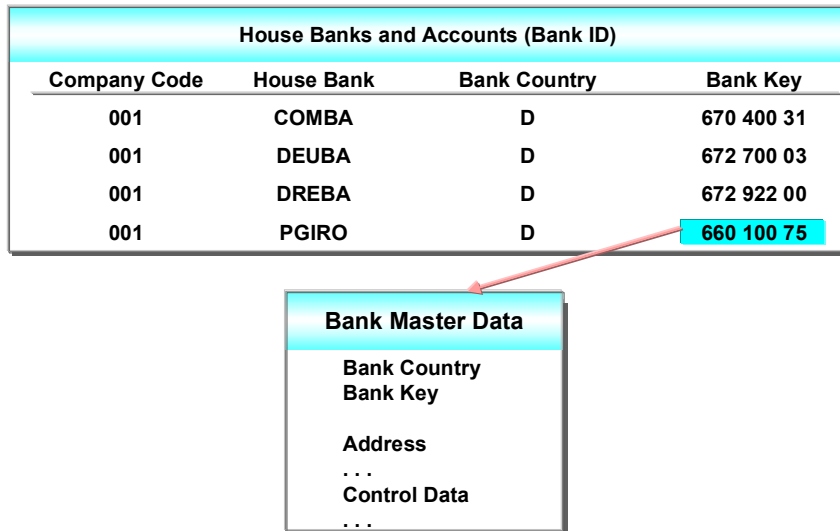 House Banks and Accounts (Bank ID)
Company Code House Bank Bank Country Bank Key
001 COMBA D 670 400 31
001 DEUBA D 672 700 03
001 DREBA D 672 922 00
001 PGIRO D 660 100 75
Bank Master Data
Bank Country
Bank Key
Address
. . .
Control Data
. . .